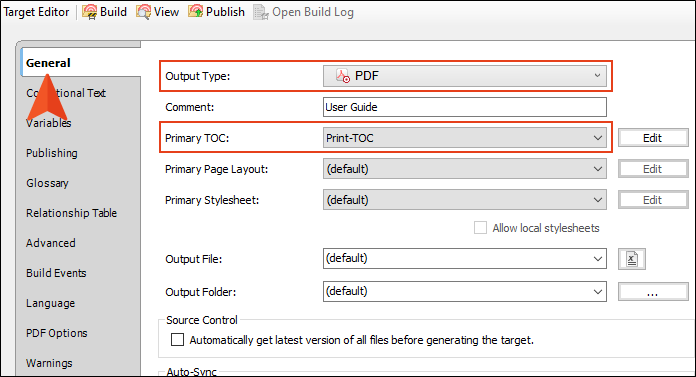 Target Editor Build View Publish Open Build Log
General
Conditional Text
Variables
Publishing
Glossary
Relationship Table
Advanced
Build Events
Language
PDF Options
Warnings
Output Type: PDF
Comment: User Guide
Primary TOC: Print-TOC Edit
Primary Page Layout: (default) Edit
Primary Stylesheet: (default) Edit
Allow local stylesheets
Output File: (default)
Output Folder: (default) ...
Source Control
Automatically get latest version of all files before generating the target.
Auto-Sync